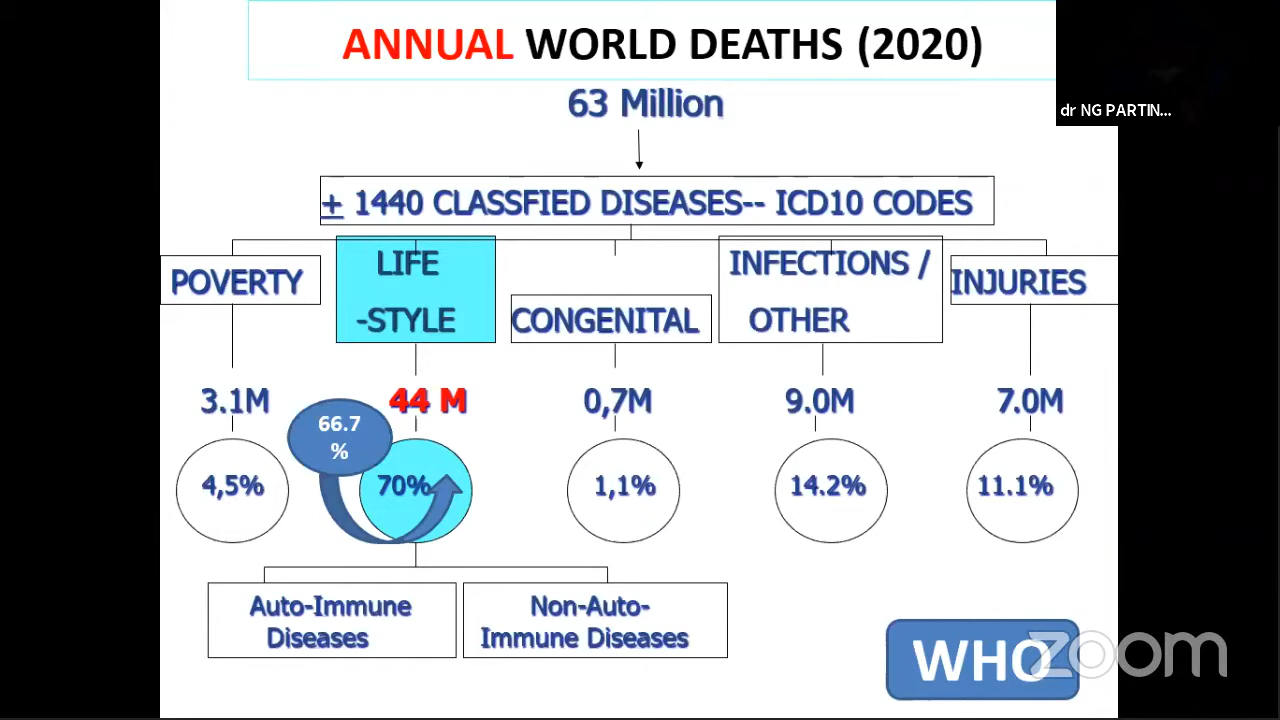 ANNUAL WORLD DEATHS (2020)
dr NG PARTIN...
63 Million
+ 1440 CLASSFIED DISEASES-- ICD10 CODES
POVERTY
LIFE
-STYLE
CONGENITAL
INFECTIONS /
OTHER
INJURIES
3.1M
44 M
0,7M
9.0M
7.0M
66.7
%
4,5%
70%
1,1%
14.2%
11.1%
Auto-Immune
Diseases
Non-Auto-
Immune Diseases
WHO
zoom